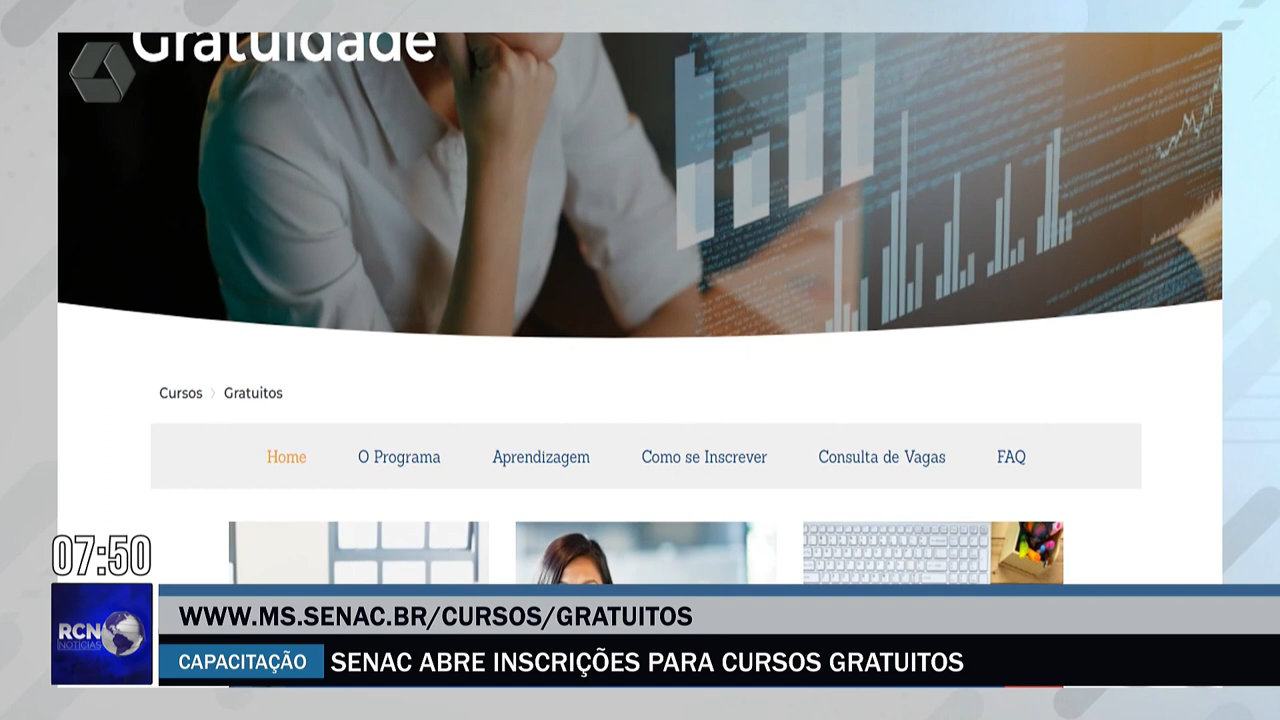 Gratuidade
Cursos 〉 Gratuitos
Home O Programa Aprendizagem Como se Inscrever Consulta de Vagas FAQ
07:50
RCN
NOTÍCIAS
WWW.MS.SENAC.BR/CURSOS/GRATUITOS
CAPACITAÇÃO SENAC ABRE INSCRIÇÕES PARA CURSOS GRATUITOS